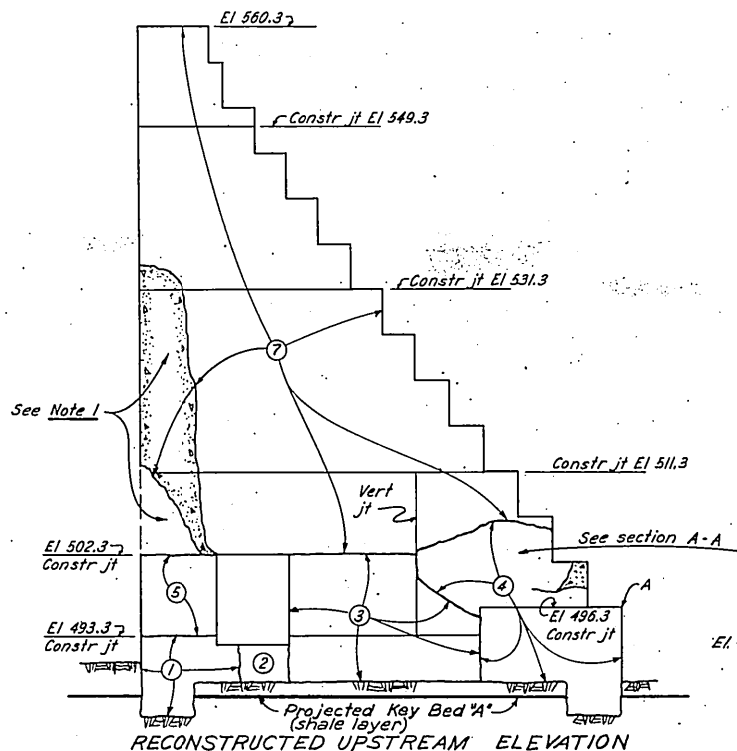 El 560.3
Constr jt El 549.3
Constr jt El 531.3
7
See Note 1
Constr jt El 511.3
Vert
jt
See section A-A
El 502.3
Constr jt
5
4
3
A
El 496.3
Constr jt
El 493.3
Constr jt
El.
1
2
Projected Key Bed "A"
(shale layer)
RECONSTRUCTED UPSTREAM ELEVATION